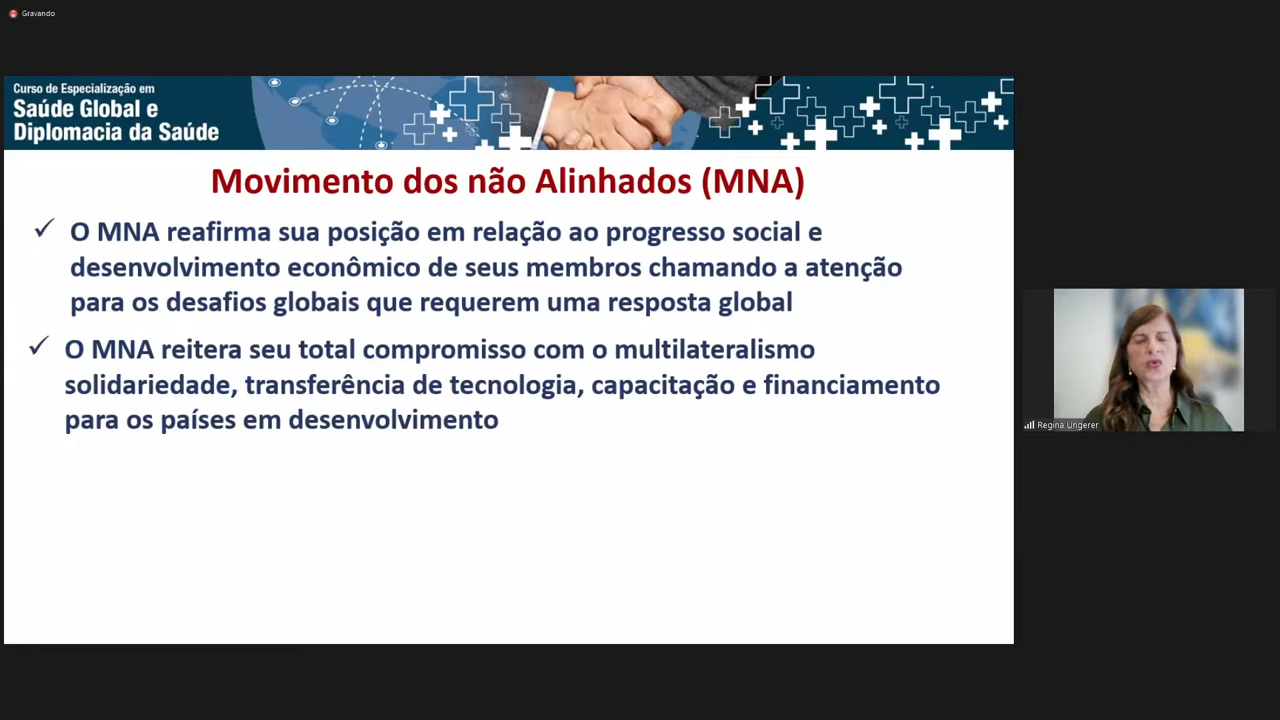 Gravando
Curso de Especialização em
Saúde Global e
Diplomacia da Saúde
Movimento dos não Alinhados (MNA)
✓ O MNA reafirma sua posição em relação ao progresso social e
desenvolvimento econômico de seus membros chamando a atenção
para os desafios globais que requerem uma resposta global
✓ O MNA reitera seu total compromisso com o multilateralismo
solidariedade, transferência de tecnologia, capacitação e financiamento
para os países em desenvolvimento
Regina Ungerer